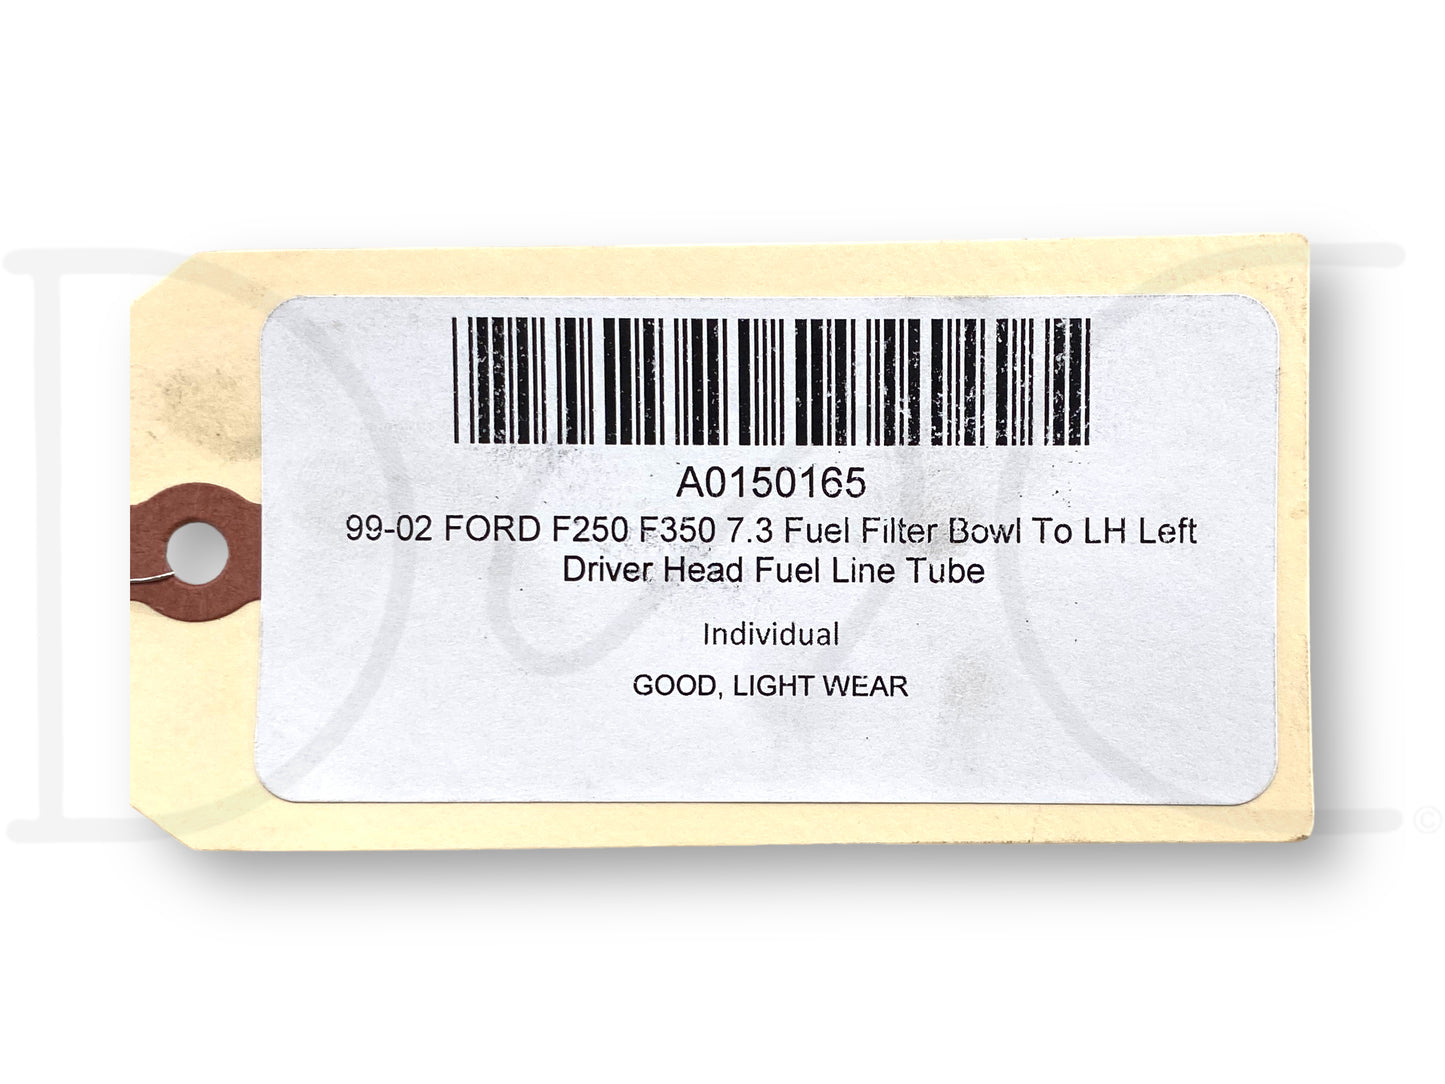 A0150165
99-02 FORD F250 F350 7.3 Fuel Filter Bowl To LH Left
Driver Head Fuel Line Tube
Individual
GOOD, LIGHT WEAR
©